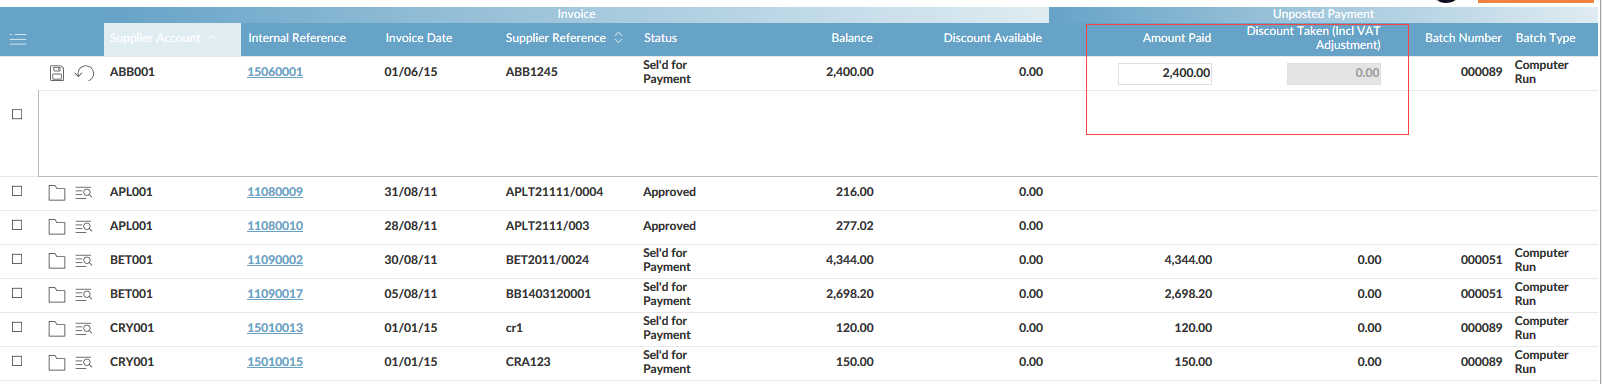 Invoice Unposted Payment
Supplier Account Internal Reference Invoice Date Supplier Reference Status Balance Discount Available Amount Paid Discount Taken (Incl VAT Adjustment) Batch Number Batch Type
ABB001 15060001 01/06/15 ABB1245 Sel'd for Payment 2,400.00 0.00 2,400.00 0.00 000089 Computer Run
APL001 11080009 31/08/11 APLT21111/0004 Approved 216.00 0.00
APL001 11080010 28/08/11 APLT2111/003 Approved 277.02 0.00
BET001 11090002 30/08/11 BET2011/0024 Sel'd for Payment 4,344.00 0.00 4,344.00 0.00 000051 Computer Run
BET001 11090017 05/08/11 BB1403120001 Sel'd for Payment 2,698.20 0.00 2,698.20 0.00 000051 Computer Run
CRY001 15010013 01/01/15 cr1 Sel'd for Payment 120.00 0.00 120.00 0.00 000089 Computer Run
CRY001 15010015 01/01/15 CRA123 Sel'd for Payment 150.00 0.00 150.00 0.00 000089 Computer Run